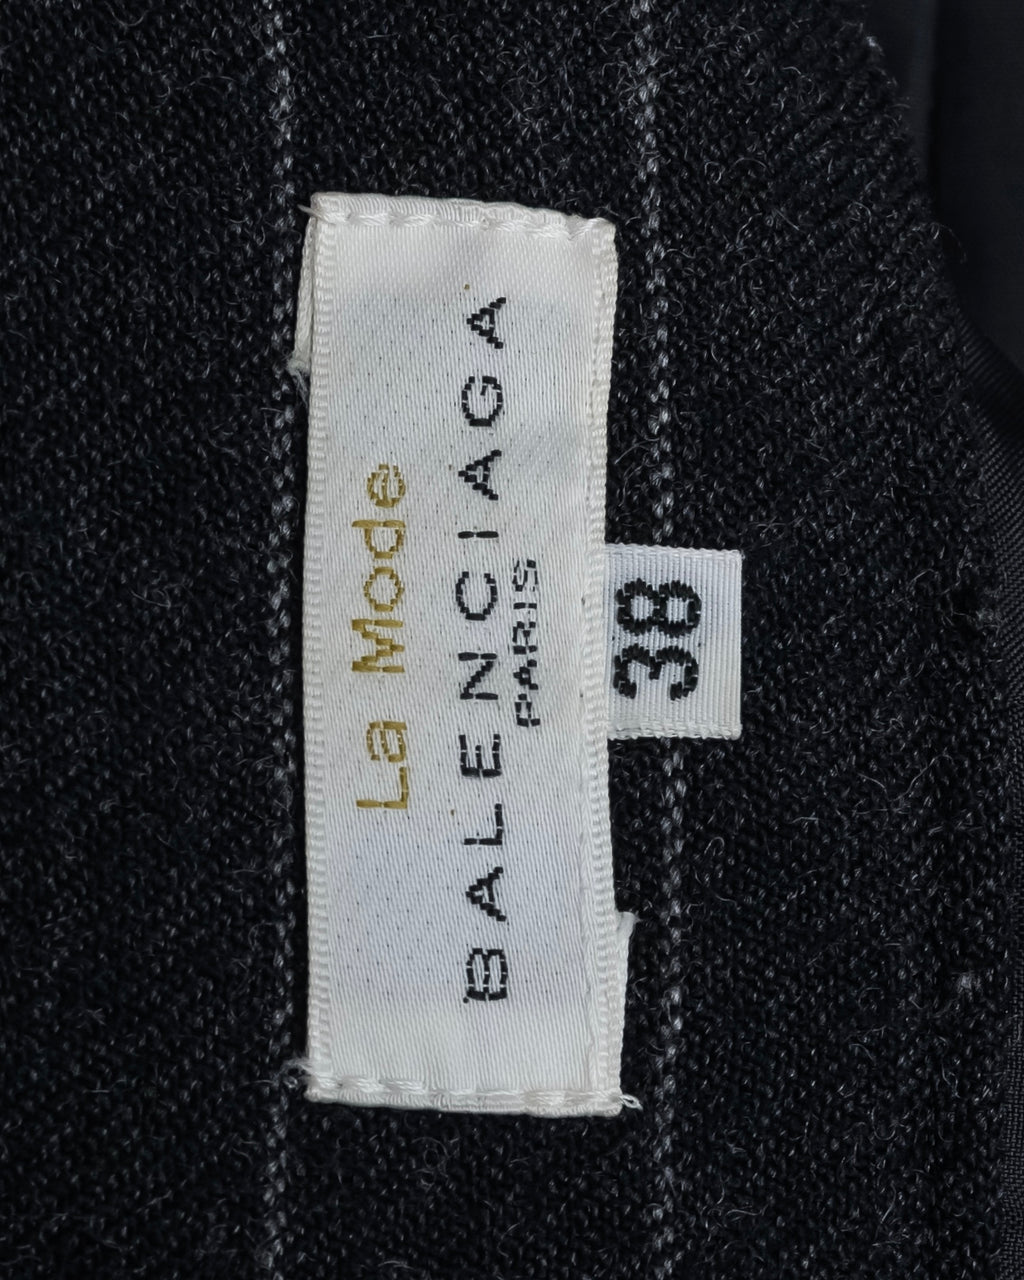 La Mode
BALENCIAGA
PARIS
38